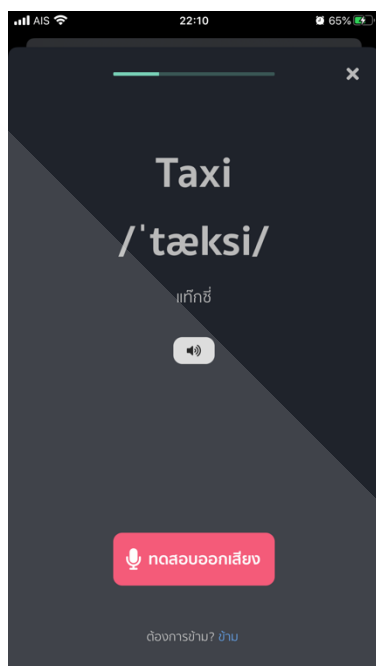 AIS 22:10 65%
Taxi
/ˈtæksi/
แท๊กชี่
ทดสอบออกเสียง
ต้องการข้าม? ข้าม